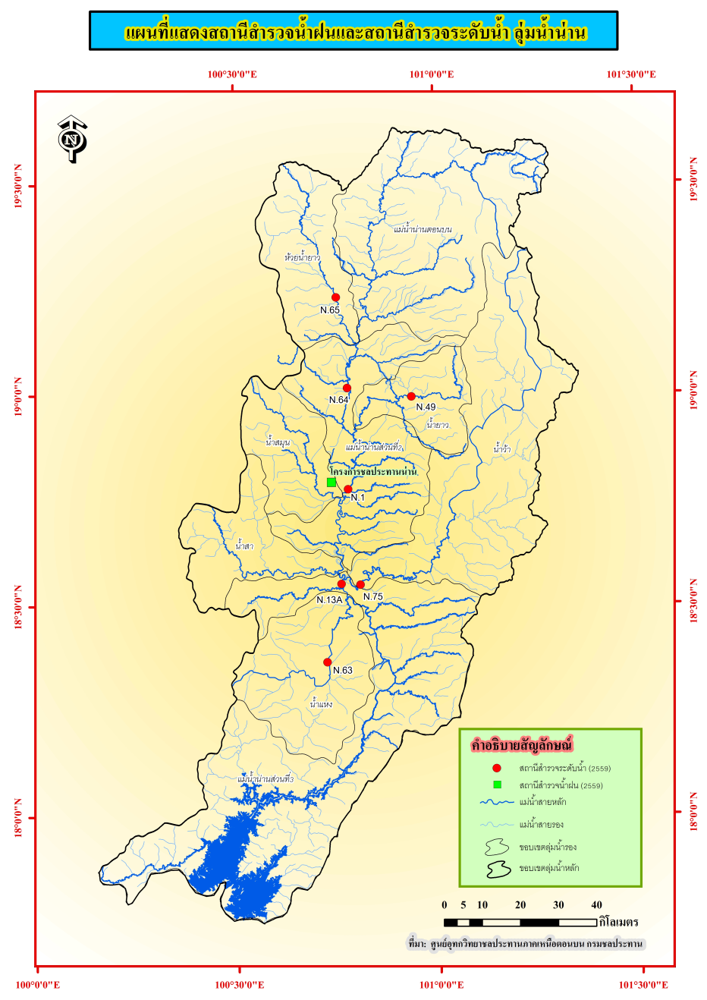 แผนที่แสดงสถานีสำรวจน้ำฝนและสถานีสำรวจระดับน้ำ ลุ่มน้ำน่าน
100°30'0"E
101°0'0"E
101°30'0"E
N
19°30'0"N
19°30'0"N
แม่น้ำน่านตอนบน
ห้วยน้ำยาว
N.65
19°0'0"N
19°0'0"N
N.64
N.49
น้ำยาว
น้ำสมุน
แม่น้ำน่านส่วนที่2
น้ำว้า
โครงการชลประทานน่าน
N.1
น้ำสา
18°30'0"N
18°30'0"N
N.13A
N.75
N.63
น้ำแหง
แม่น้ำน่านส่วนที่3
18°0'0"N
18°0'0"N
คำอธิบายสัญลักษณ์
สถานีสำรวจระดับน้ำ (2559)
สถานีสำรวจน้ำฝน (2559)
แม่น้ำสายหลัก
แม่น้ำสายรอง
ขอบเขตลุ่มน้ำรอง
ขอบเขตลุ่มน้ำหลัก
0 5 10 20 30 40
กิโลเมตร
ที่มา: ศูนย์อุทกวิทยาชลประทานภาคเหนือตอนบน กรมชลประทาน
100°0'0"E
100°30'0"E
101°0'0"E
101°30'0"E